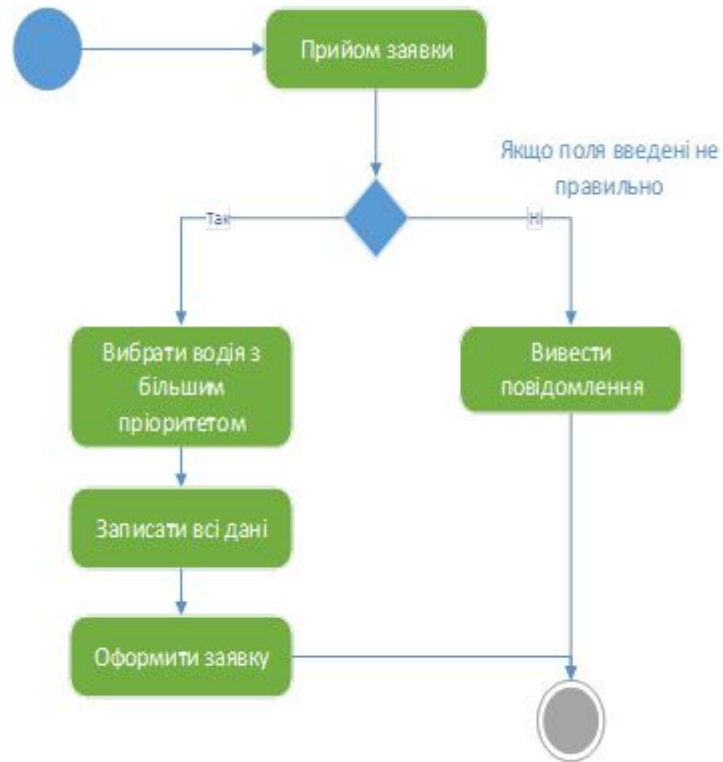 Прийом заявки
Якщо поля введені не
правильно
Так
Ні
Вибрати водія з
більшим
пріоритетом
Вивести
повідомлення
Записати всі дані
Оформити заявку